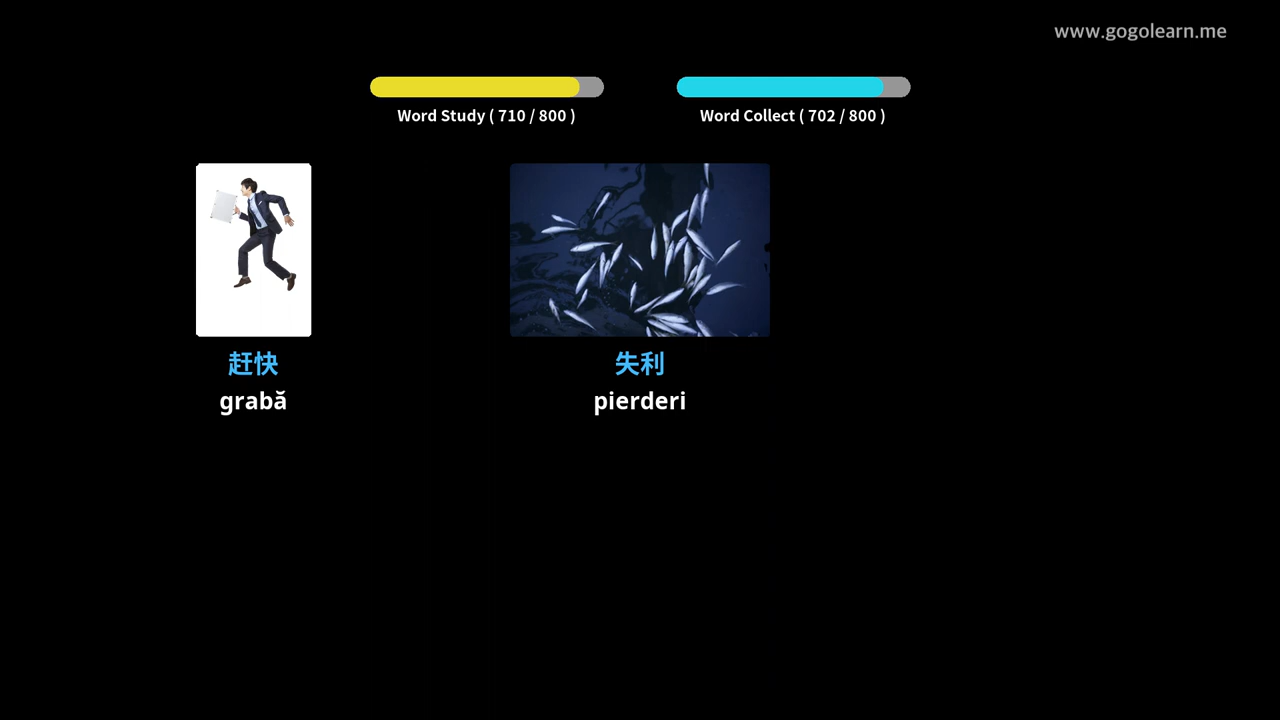 www.gogolearn.me
Word Study ( 710 / 800 )
Word Collect ( 702 / 800 )
赶快
grabă
失利
pierderi